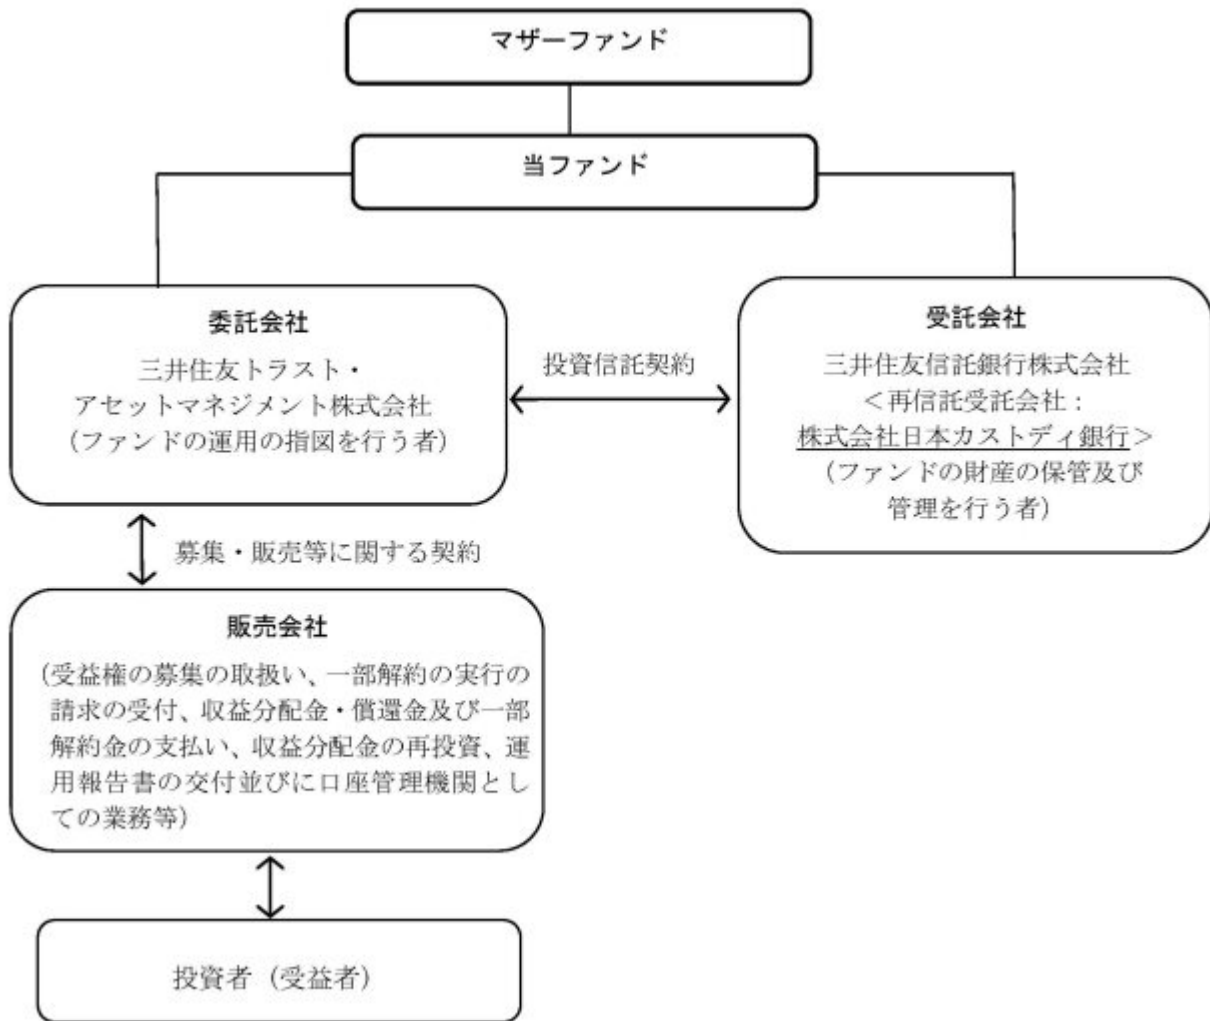 マザーファンド
当ファンド
委託会社
三井住友トラスト・
アセットマネジメント株式会社
（ファンドの運用の指図を行う者）
投資信託契約
受託会社
三井住友信託銀行株式会社
＜再信託受託会社：
株式会社日本カストディ銀行＞
（ファンドの財産の保管及び
管理を行う者）
募集・販売等に関する契約
販売会社
（受益権の募集の取扱い、一部解約の実行の
請求の受付、収益分配金・償還金及び一部
解約金の支払い、収益分配金の再投資、運
用報告書の交付並びに口座管理機関とし
ての業務等）
投資者（受益者）